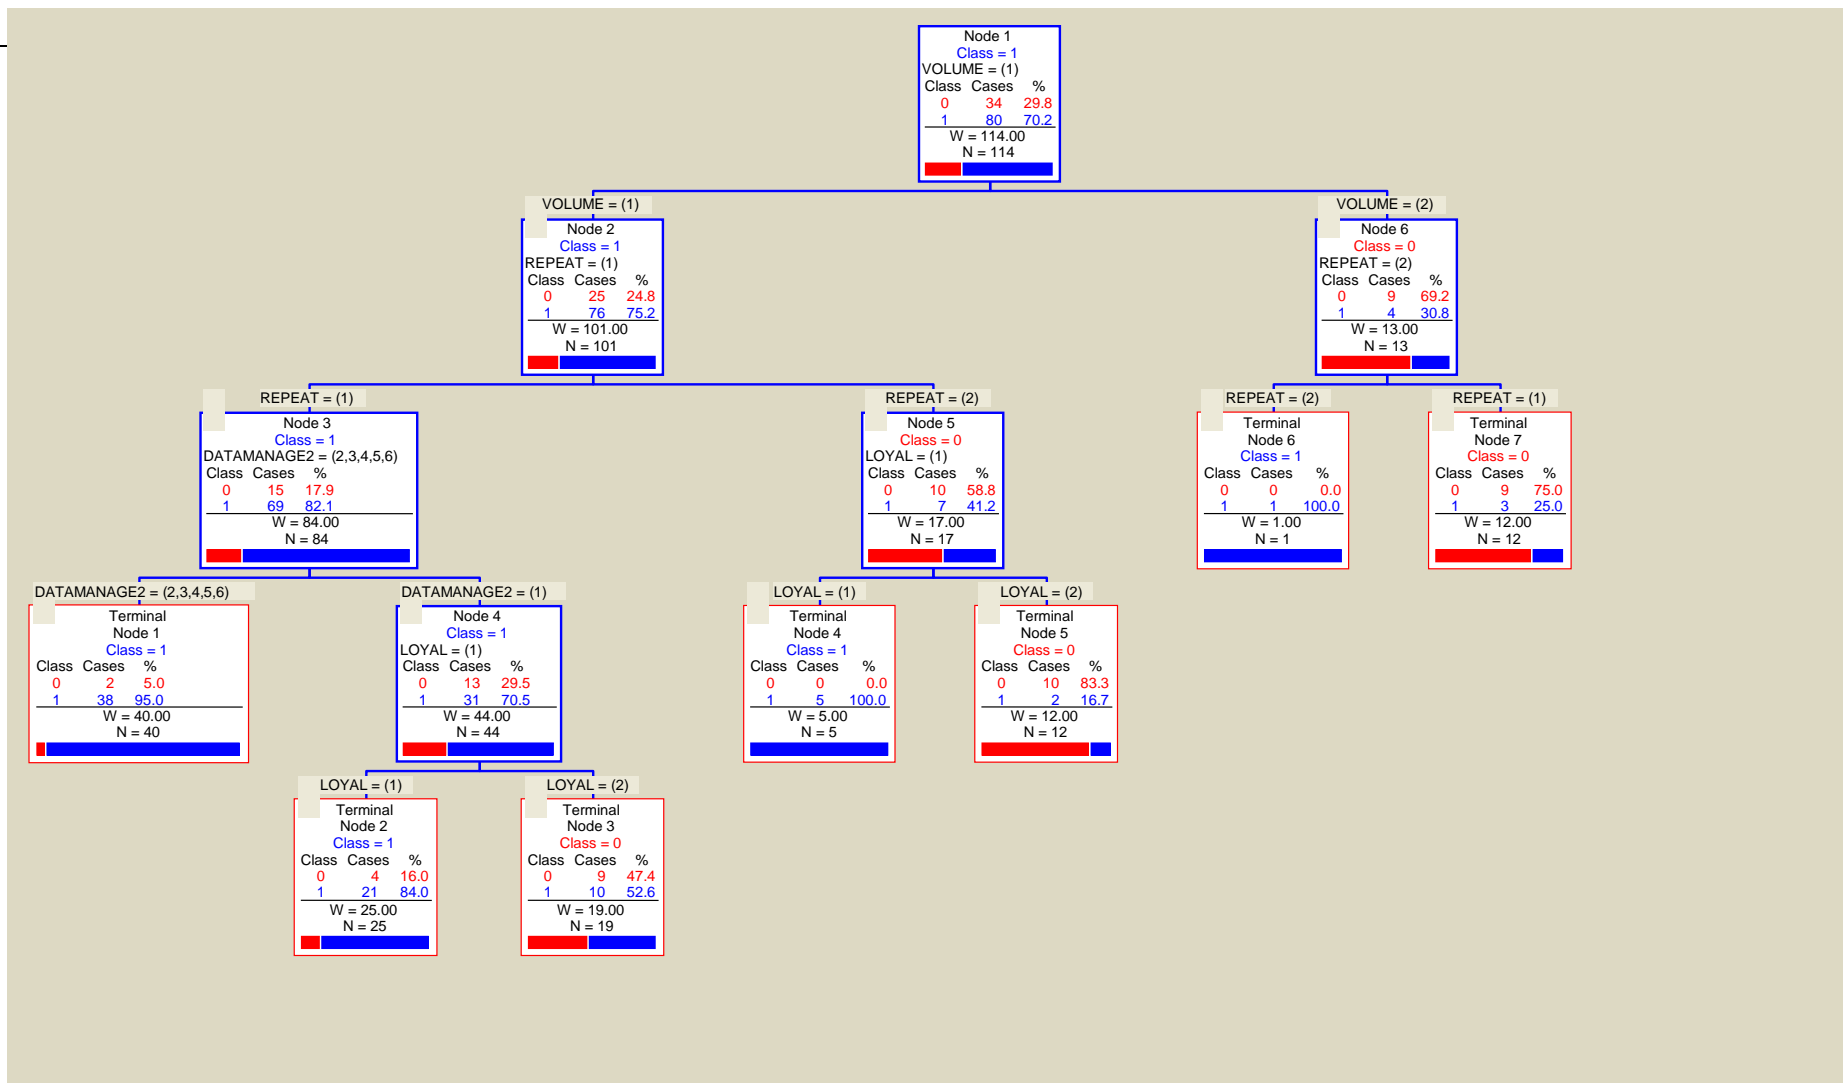 Node 1
Class = 1
VOLUME = (1)
Class Cases %
0 34 29.8
1 80 70.2
W = 114.00
N = 114
VOLUME = (1)
Node 2
Class = 1
REPEAT = (1)
Class Cases %
0 25 24.8
1 76 75.2
W = 101.00
N = 101
VOLUME = (2)
Node 6
Class = 0
REPEAT = (2)
Class Cases %
0 9 69.2
1 4 30.8
W = 13.00
N = 13
REPEAT = (1)
Node 3
Class = 1
DATAMANAGE2 = (2,3,4,5,6)
Class Cases %
0 15 17.9
1 69 82.1
W = 84.00
N = 84
REPEAT = (2)
Node 5
Class = 0
LOYAL = (1)
Class Cases %
0 10 58.8
1 7 41.2
W = 17.00
N = 17
REPEAT = (2)
Terminal
Node 6
Class = 1
Class Cases %
0 0 0.0
1 1 100.0
W = 1.00
N = 1
REPEAT = (1)
Terminal
Node 7
Class = 0
Class Cases %
0 9 75.0
1 3 25.0
W = 12.00
N = 12
DATAMANAGE2 = (2,3,4,5,6)
Terminal
Node 1
Class = 1
Class Cases %
0 2 5.0
1 38 95.0
W = 40.00
N = 40
DATAMANAGE2 = (1)
Node 4
Class = 1
LOYAL = (1)
Class Cases %
0 13 29.5
1 31 70.5
W = 44.00
N = 44
LOYAL = (1)
Terminal
Node 4
Class = 1
Class Cases %
0 0 0.0
1 5 100.0
W = 5.00
N = 5
LOYAL = (2)
Terminal
Node 5
Class = 0
Class Cases %
0 10 83.3
1 2 16.7
W = 12.00
N = 12
LOYAL = (1)
Terminal
Node 2
Class = 1
Class Cases %
0 4 16.0
1 21 84.0
W = 25.00
N = 25
LOYAL = (2)
Terminal
Node 3
Class = 0
Class Cases %
0 9 47.4
1 10 52.6
W = 19.00
N = 19